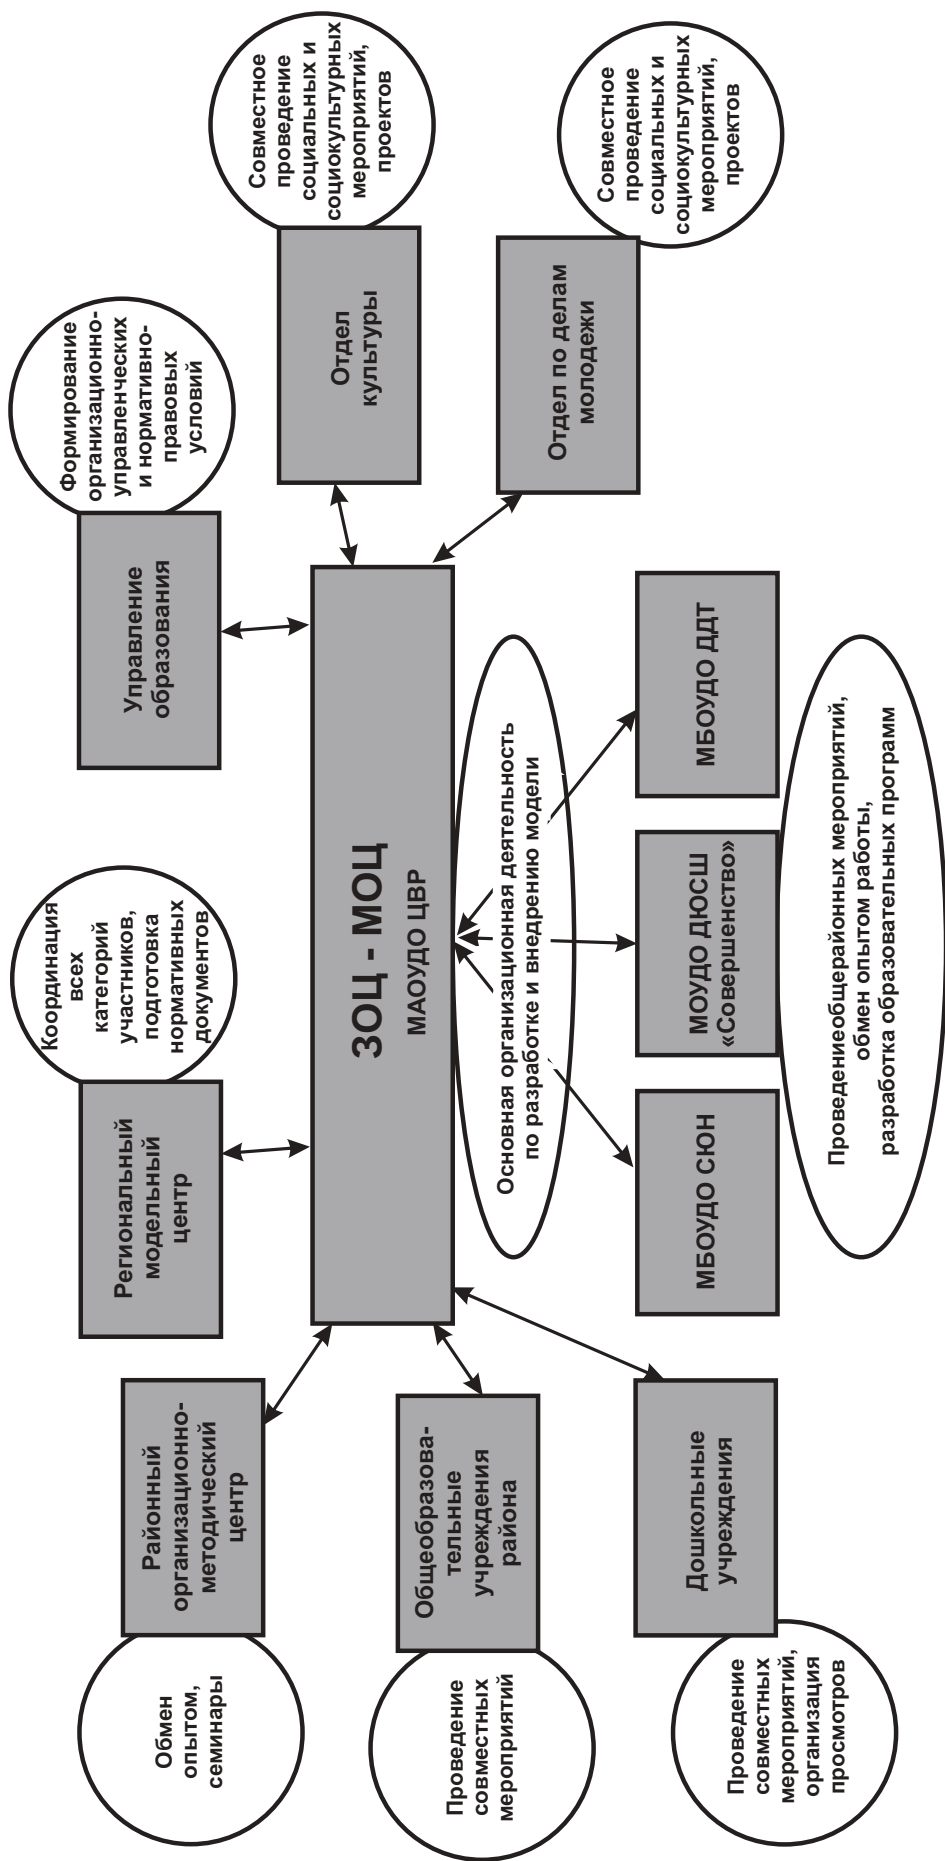 Обмен
опытом,
семинары
Районный
организационно-
методический
центр
Региональный
модельный
центр
Координация
всех
категорий
участников,
подготовка
нормативных
документов
Управление
образования
Формирование
организационно-
управленческих
и нормативно-
правовых
условий
Отдел
культуры
Совместное
проведение
социальных и
социокультурных
мероприятий,
проектов
ЗОЦ - МОЦ
МАОУДО ЦВР
Проведение
совместных
мероприятий
Общеобразова-
тельные
учреждения
района
Основная организационная деятельность
по разработке и внедрению модели
Отдел по делам
молодежи
Совместное
проведение
социальных и
социокультурных
мероприятий,
проектов
Проведение
совместных
мероприятий,
организация
просмотров
Дошкольные
учреждения
МБОУДО СЮН
МОУДО ДЮСШ
«Совершенство»
МБОУДО ДДТ
Проведениеобщерайонных мероприятий,
обмен опытом работы,
разработка образовательных программ